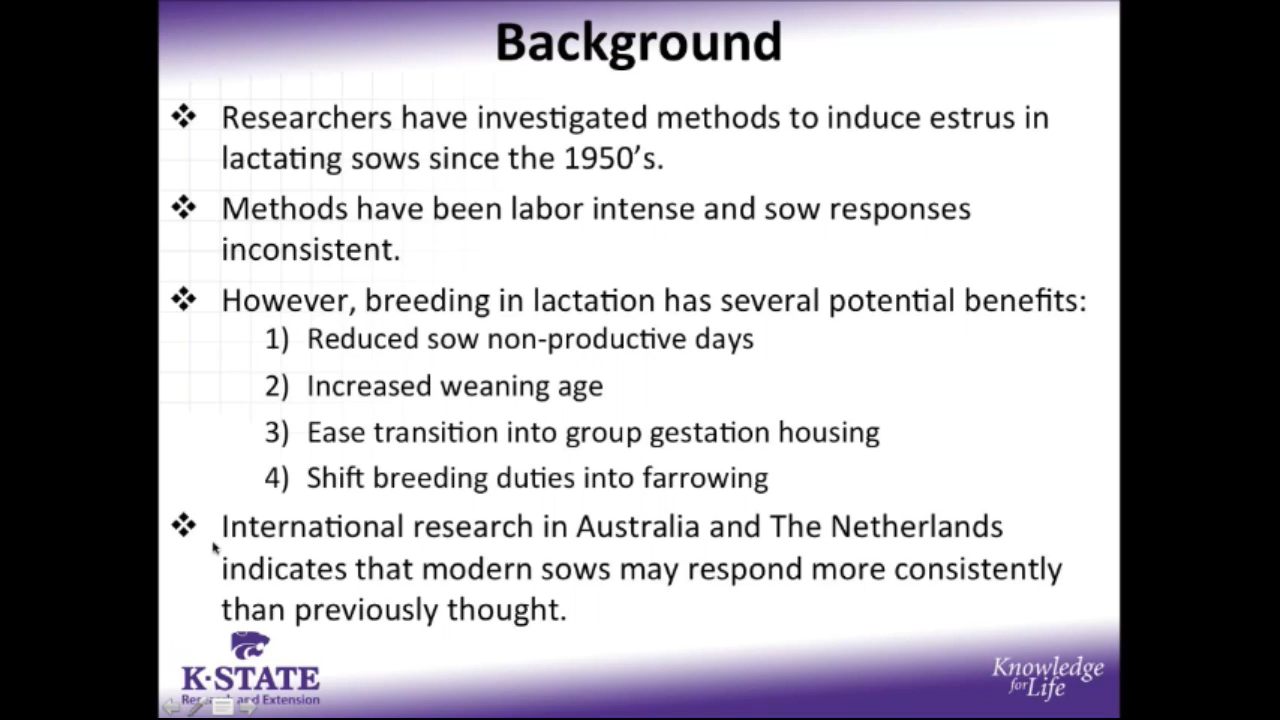 Background
❖ Researchers have investigated methods to induce estrus in
lactating sows since the 1950’s.
❖ Methods have been labor intense and sow responses
inconsistent.
❖ However, breeding in lactation has several potential benefits:
1) Reduced sow non-productive days
2) Increased weaning age
3) Ease transition into group gestation housing
4) Shift breeding duties into farrowing
❖ International research in Australia and The Netherlands
indicates that modern sows may respond more consistently
than previously thought.
K-STATE
Research and Extension
Knowledge
for Life